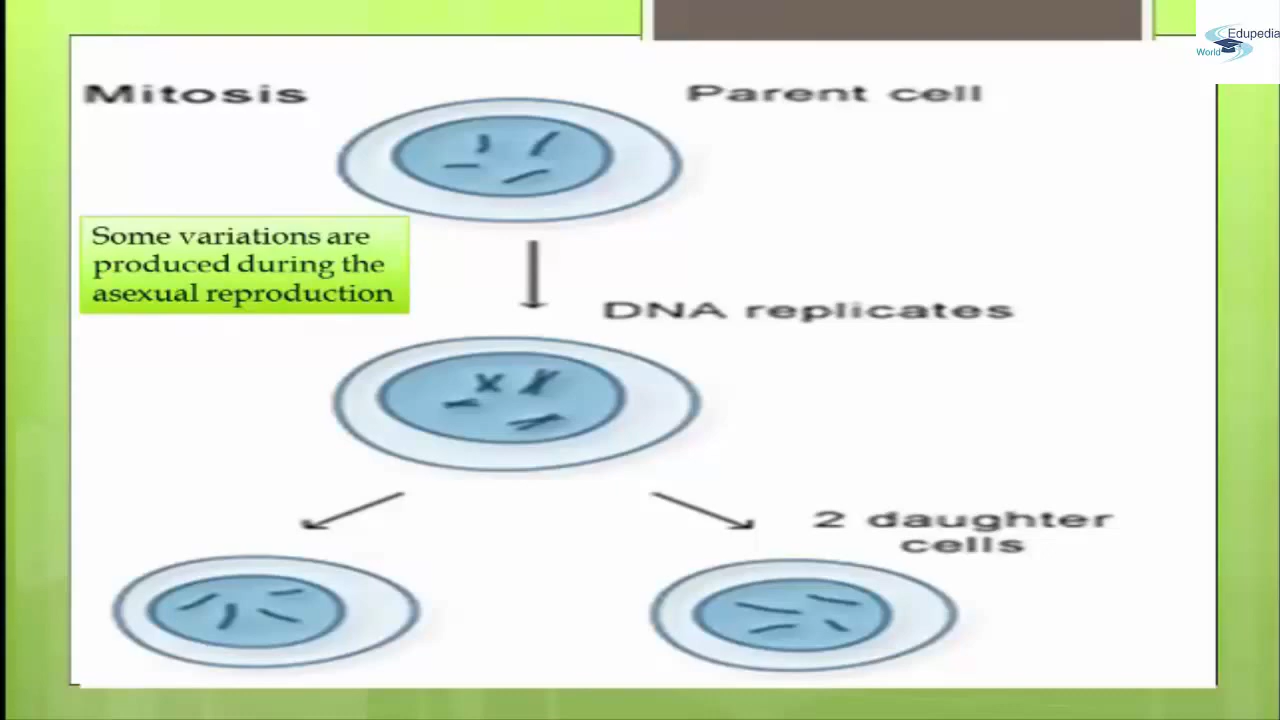 Edupedia
World
Mitosis
Parent cell
Some variations are
produced during the
asexual reproduction
DNA replicates
2 daughter
cells